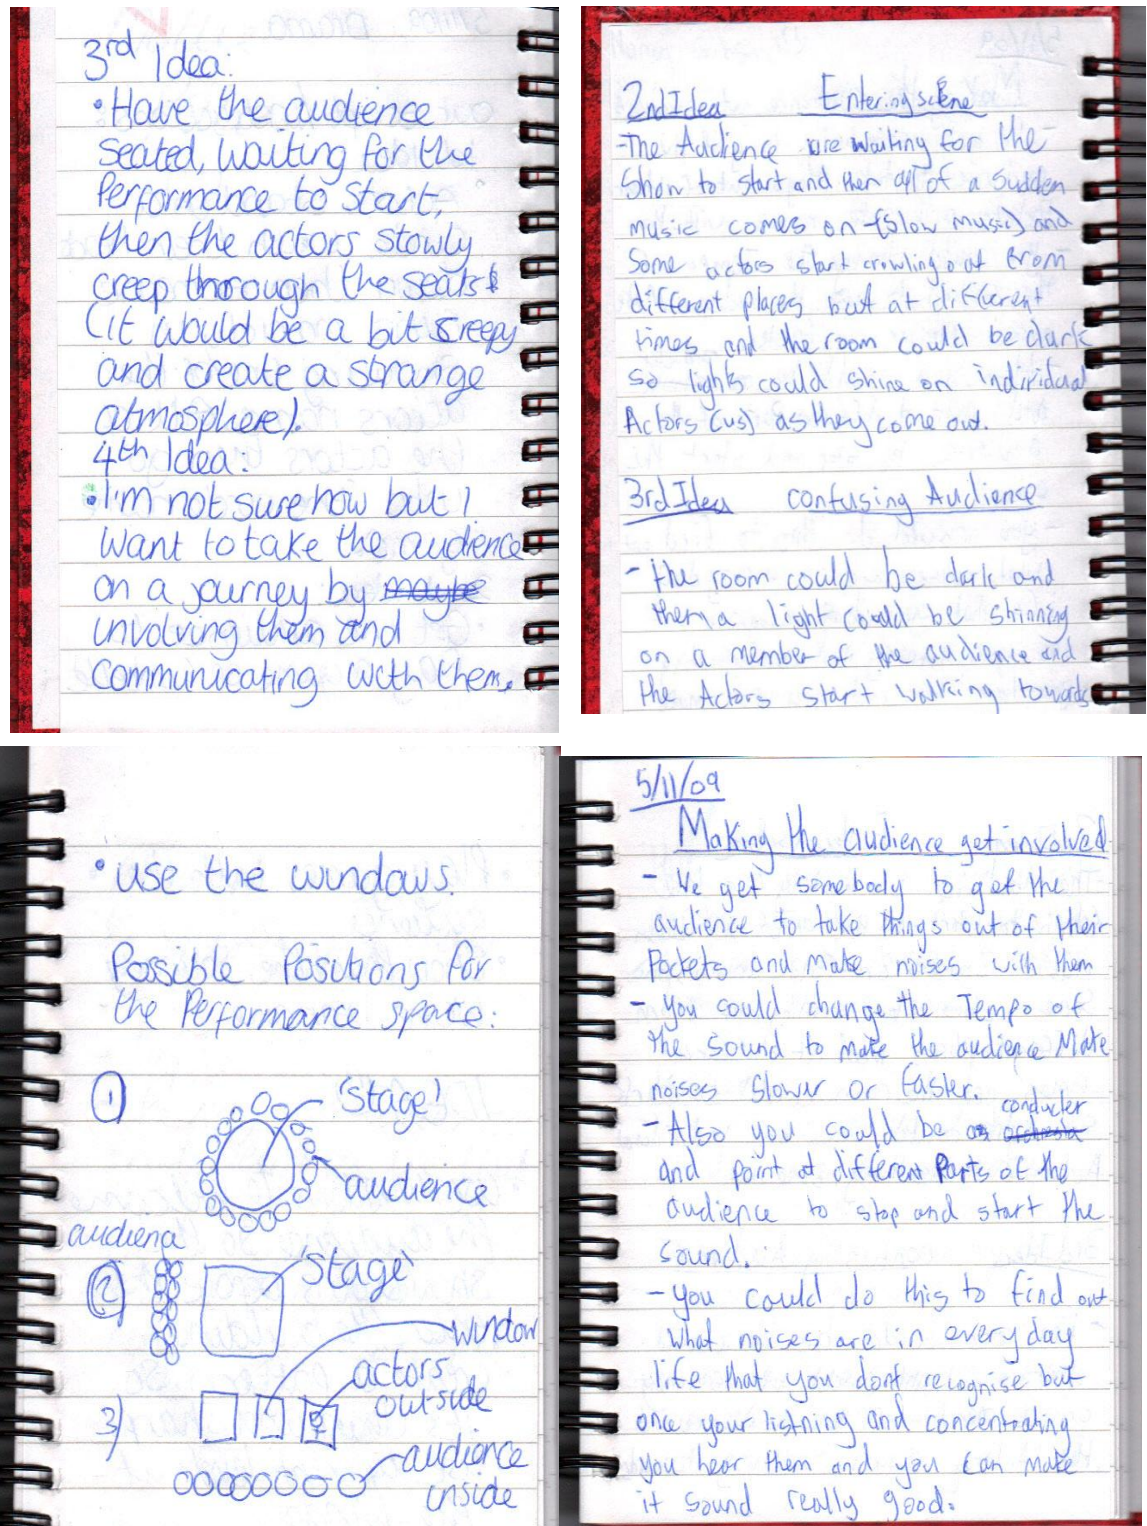 3rd Idea:
• Have the audience
seated, waiting for the
Performance to start,
then the actors slowly
creep thorough the seats
(it would be a bit creepy
and create a strange
atmosphere).
4th Idea:
• I'm not sure how but I
want to take the audience
on a journey by maybe
involving them and
communicating with them.
2nd Idea Entering scene
- The Audience are waiting for the
Show to start and then all of a sudden
music comes on - (Slow music) and
Some actors start crowling out from
different places but at different
times and the room could be dark
so lights could shine on individual
Actors (us) as they come out.
3rd Idea confusing Audience
- the room could be dark and
then a light could be shinning
on a member of the audience and
the Actors start walking towards
• use the windows.
Possible Positions for
the Performance space:
1 'Stage'
audience
audience
2 'Stage'
window
actors
outside
3)
audience
inside
5/11/09
Making the audience get involved
- We get somebody to get the
audience to take things out of their
Pockets and make noises with them
- You could change the Tempo of
the sound to make the audience Make
noises slower or faster.
conducter
- Also you could be a orchestra
and point at different Parts of the
audience to stop and start the
sound.
- You could do this to find out
what noises are in everyday
life that you dont recognise but
once your listning and concentrating
you hear them and you can make
it sound really good.